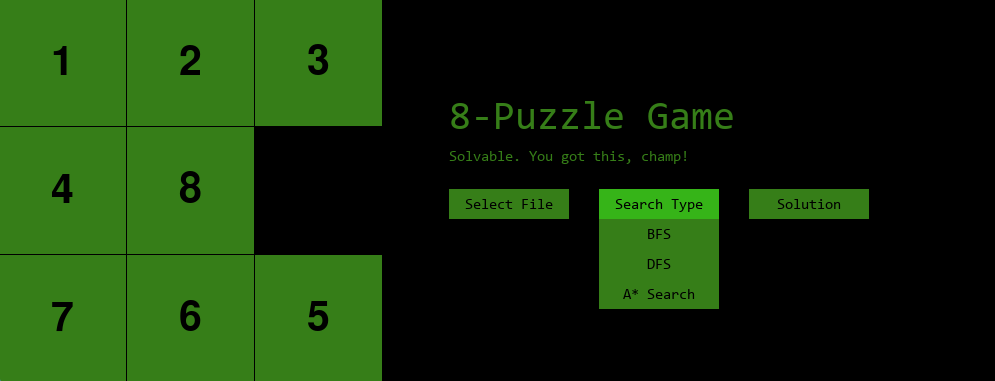 1 2 3
4 8
7 6 5
8-Puzzle Game
Solvable. You got this, champ!
Select File Search Type Solution
BFS
DFS
A* Search